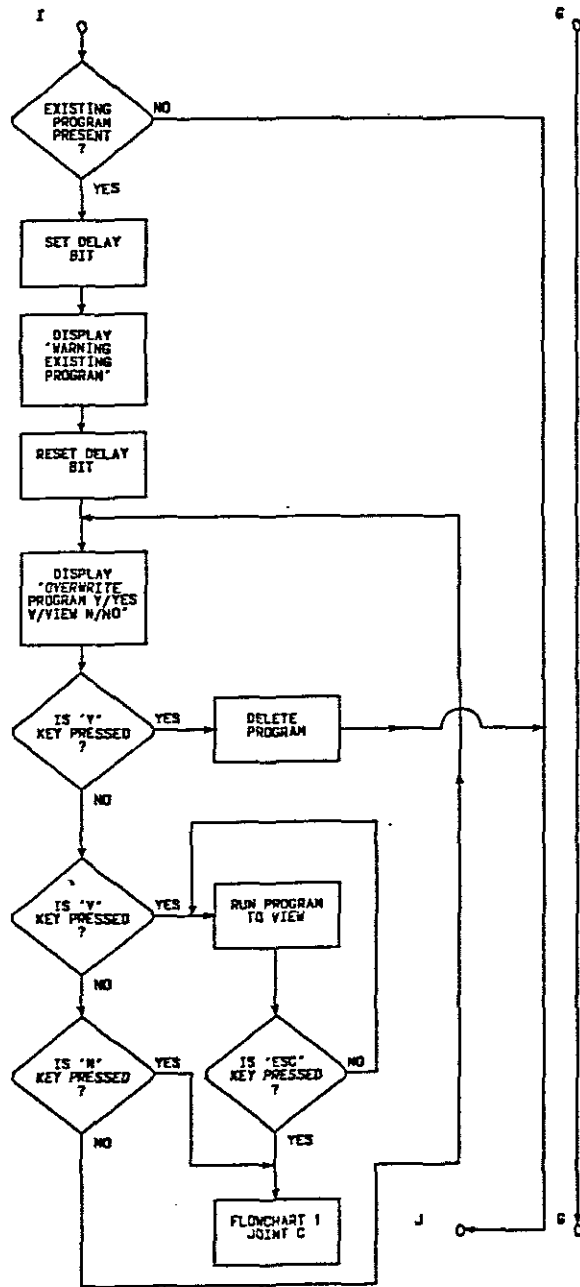 I
G
EXISTING
PROGRAM
PRESENT
?
NO
YES
SET DELAY
BIT
DISPLAY
"WARNING
EXISTING
PROGRAM"
RESET DELAY
BIT
DISPLAY
"OVERWRITE
PROGRAM Y/YES
V/VIEW N/NO"
IS "Y"
KEY PRESSED
?
YES
DELETE
PROGRAM
NO
IS "V"
KEY PRESSED
?
YES
RUN PROGRAM
TO VIEW
NO
IS "N"
KEY PRESSED
?
YES
IS "ESC"
KEY PRESSED
?
NO
NO
YES
FLOWCHART 1
JOINT C
J
G